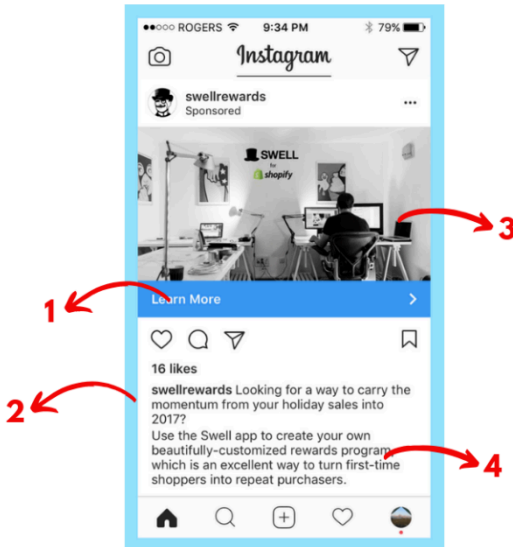 ROGERS 9:34 PM 79%
Instagram
swellrewards
Sponsored
SWELL
for
shopify
3
Learn More
1
16 likes
swellrewards Looking for a way to carry the
momentum from your holiday sales into
2017?
2
Use the Swell app to create your own
beautifully-customized rewards program,
which is an excellent way to turn first-time
4
shoppers into repeat purchasers.